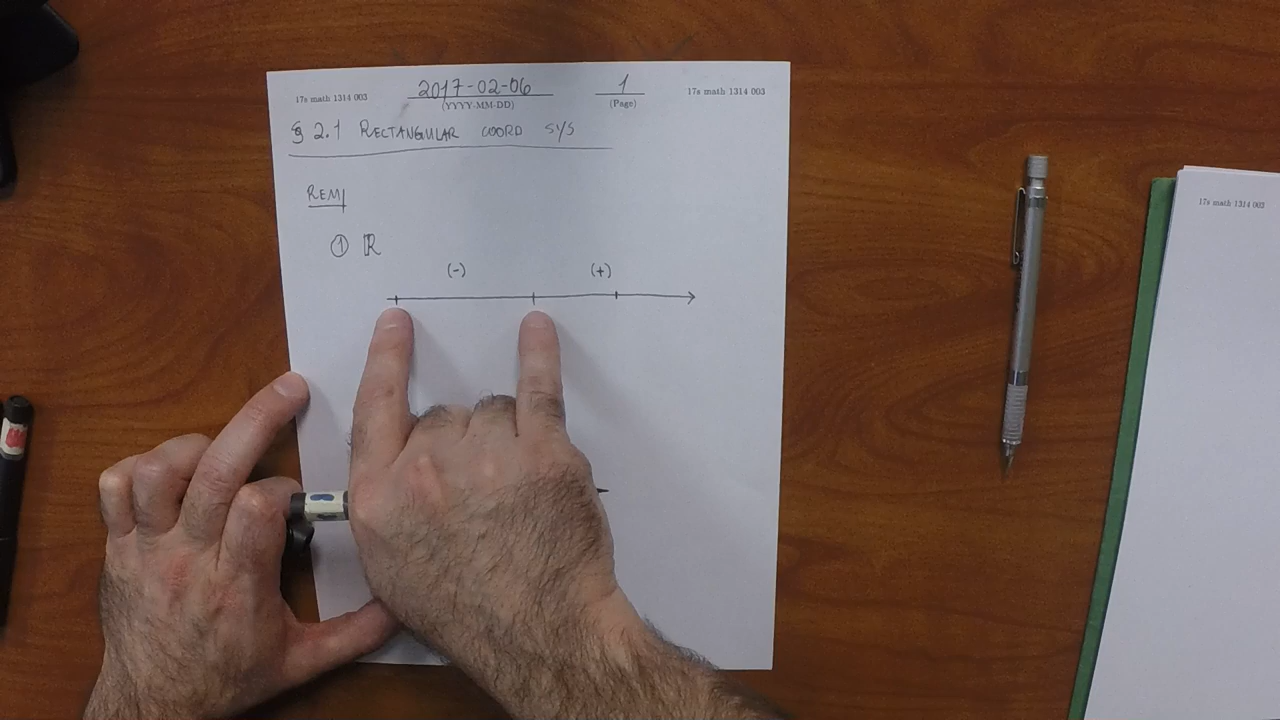 17s math 1314 003 2017-02-06 1 17s math 1314 003
(YYYY-MM-DD) (Page)
§ 2.1 RECTANGULAR COORD SYS
REM
① ℝ
(-) (+)
17s math 1314 003